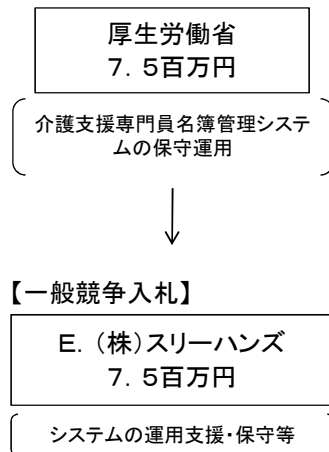 厚生労働省
7．5百万円
介護支援専門員名簿管理システ
ムの保守運用
【一般競争入札】
E．（株）スリーハンズ
7．5百万円
システムの運用支援・保守等